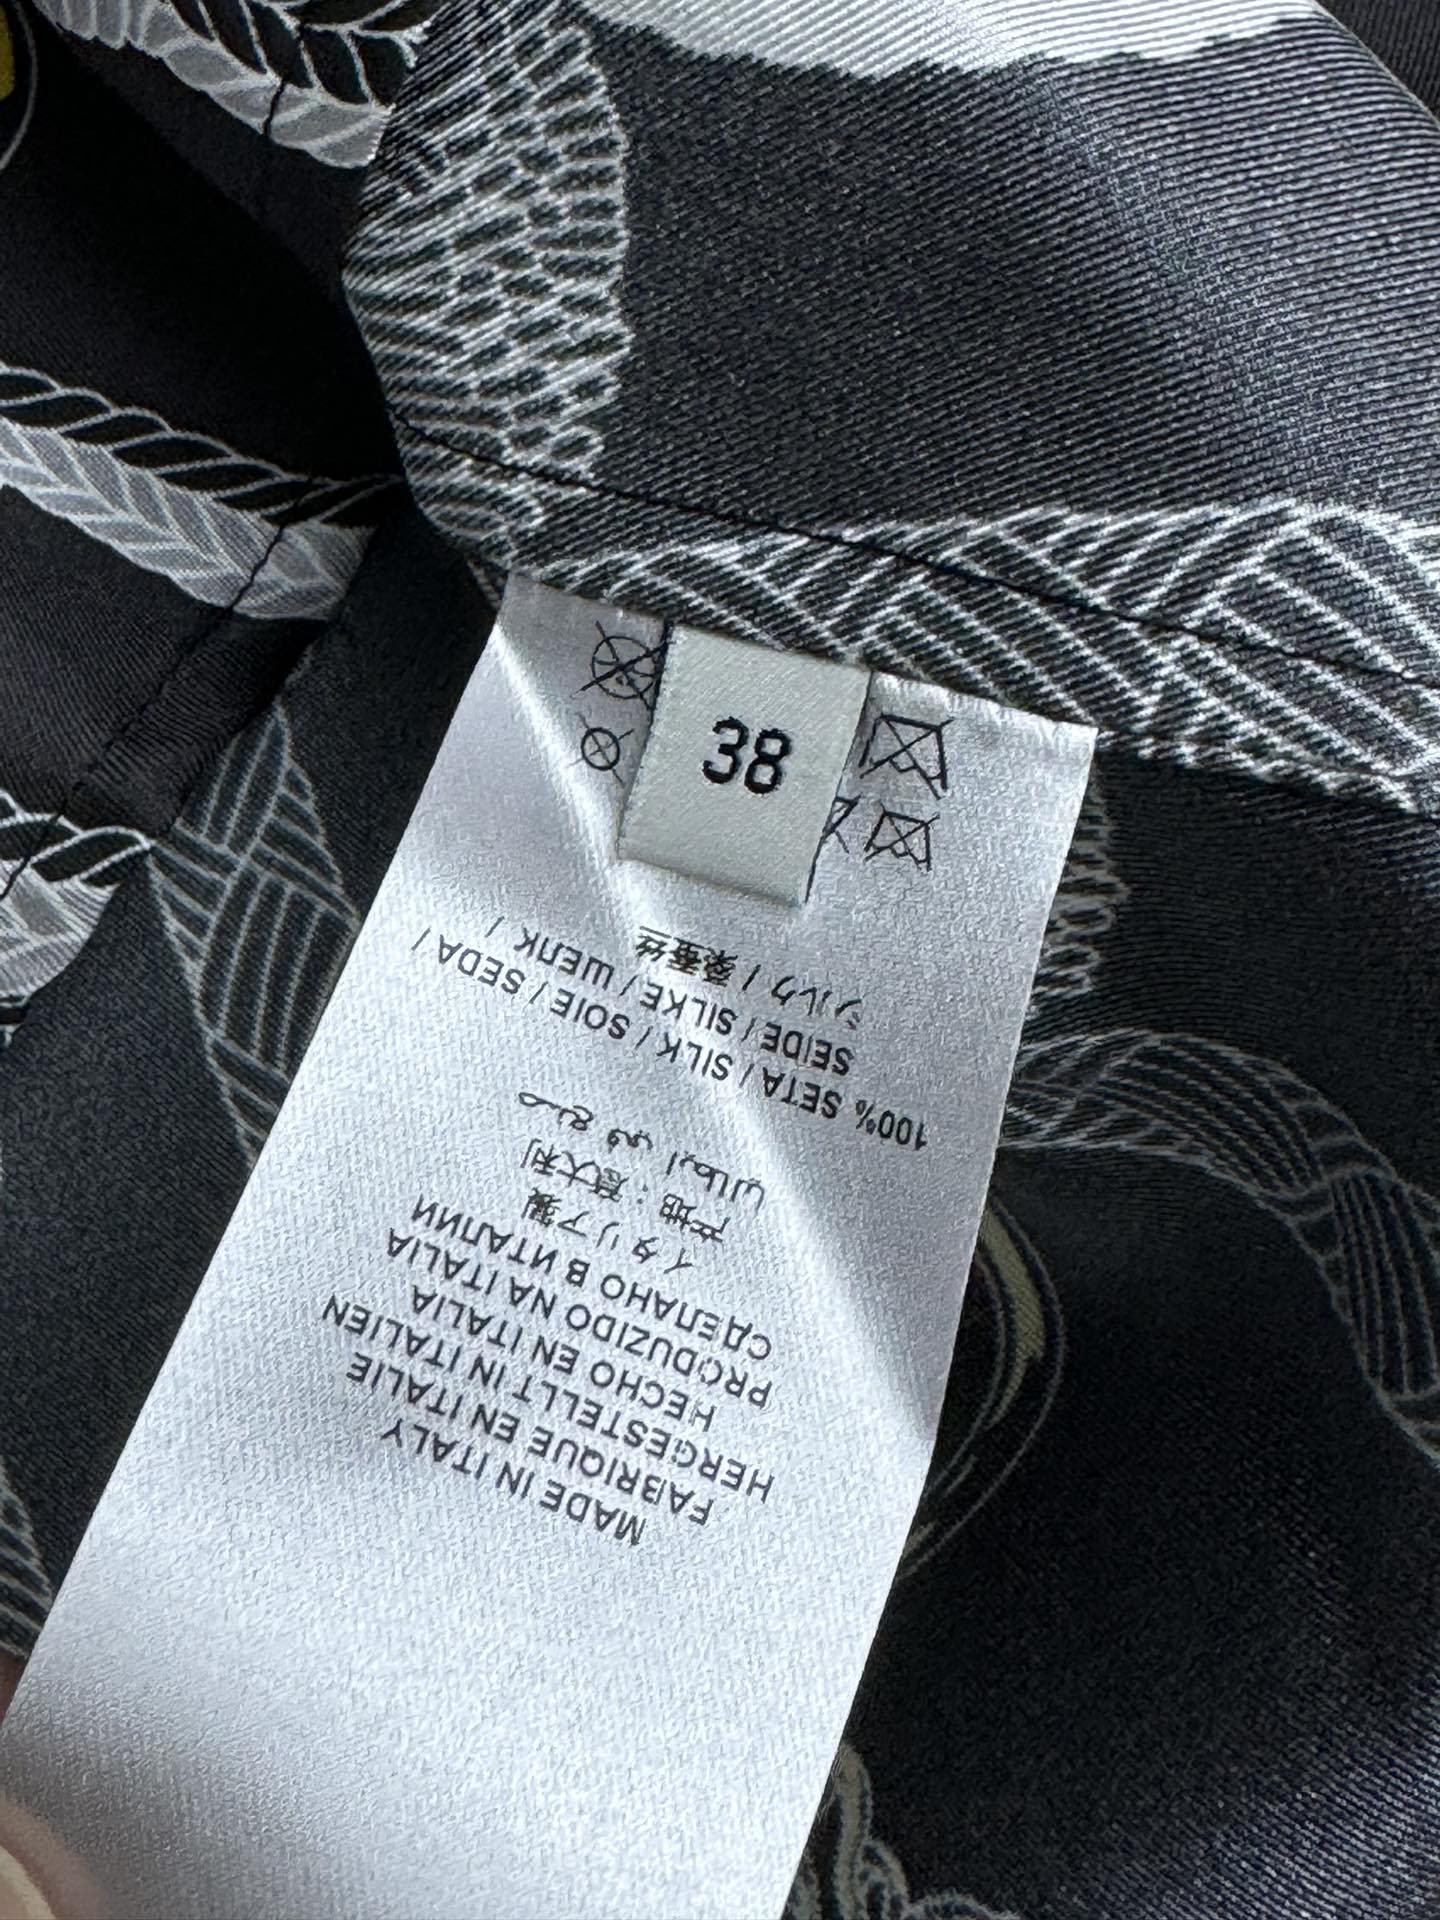 38
MADE IN ITALY
FABRIQUE EN ITALIE
HERGESTELLT IN ITALIEN
HECHO EN ITALIA
PRODUZIDO NA ITALIA
СДЕЛАНО В ИТАЛИИ
イタリア製
产地：意大利
صنع في ايطاليا
100% SETA / SILK / SOIE / SEDA /
SEIDE / SILKE / ШЕЛК /
シルク / 桑蚕丝